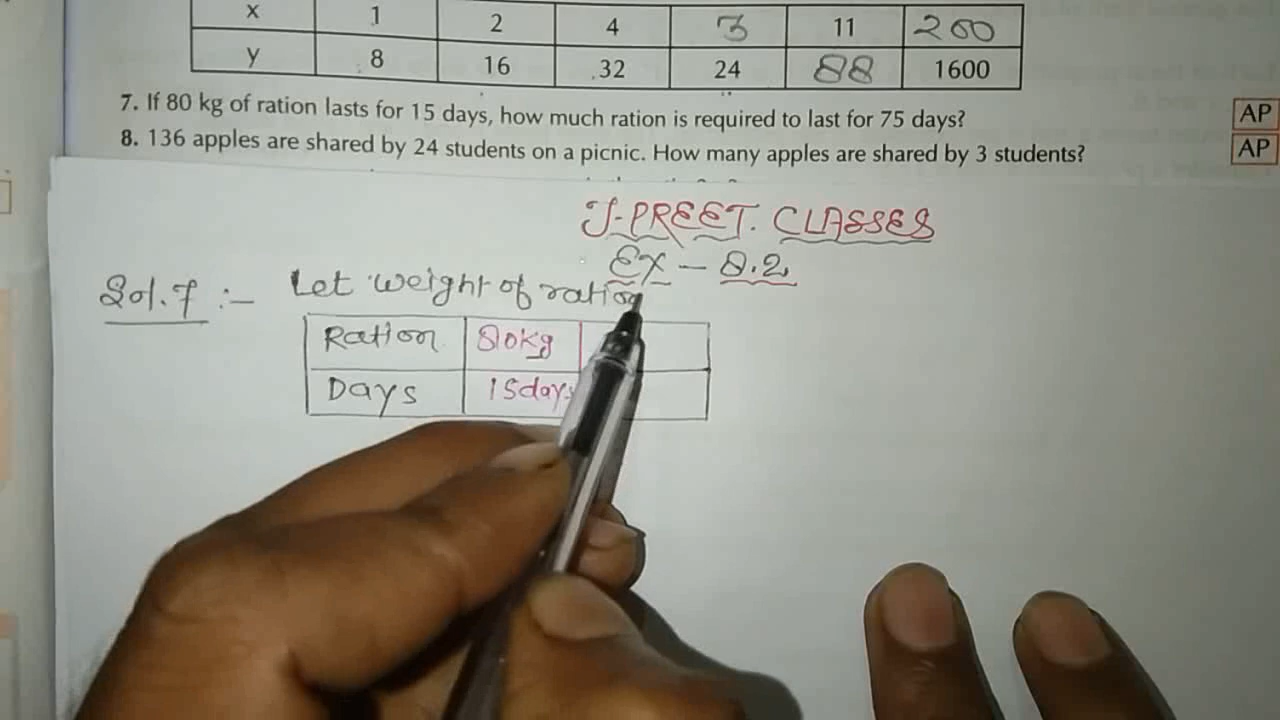 x 1 2 4 3 11 200
y 8 16 32 24 88 1600
7. If 80 kg of ration lasts for 15 days, how much ration is required to last for 75 days?
AP
8. 136 apples are shared by 24 students on a picnic. How many apples are shared by 3 students?
AP
J-PREET. CLASSES
EX - 8.2
Sol.7 :- Let weight of ration
Ration 80kg
Days 15days